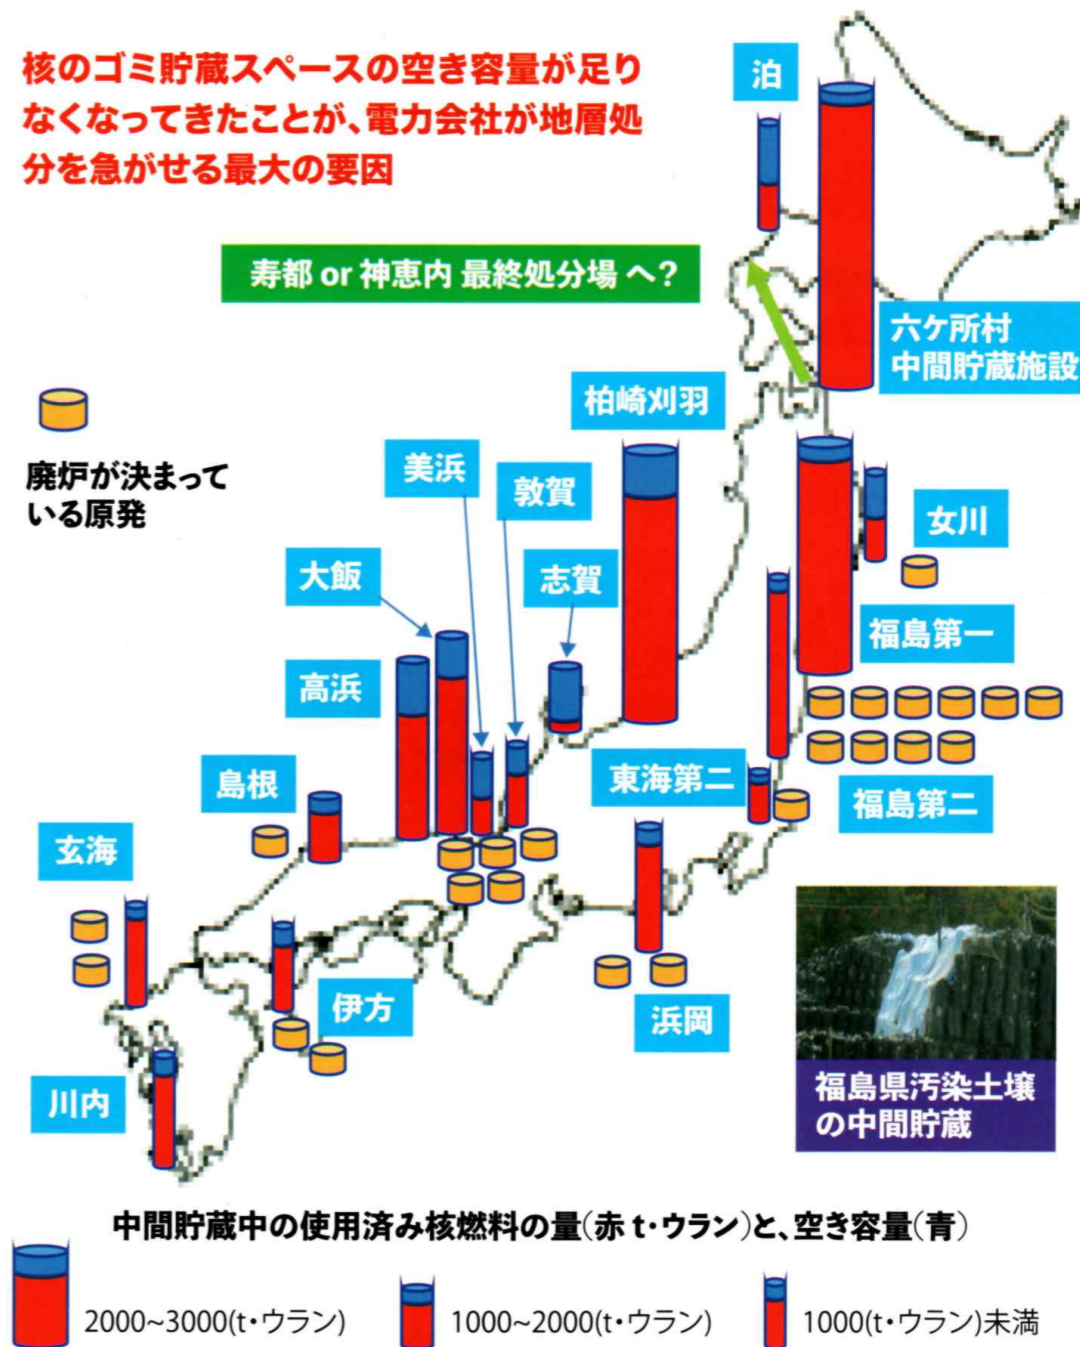 核のゴミ貯蔵スペースの空き容量が足り
なくなってきたことが、電力会社が地層処
分を急がせる最大の要因
泊
寿都 or 神恵内 最終処分場 へ?
六ケ所村
中間貯蔵施設
柏崎刈羽
廃炉が決まって
いる原発
美浜
敦賀
女川
大飯
志賀
福島第一
高浜
島根
東海第二
福島第二
玄海
伊方
浜岡
川内
福島県汚染土壌
の中間貯蔵
中間貯蔵中の使用済み核燃料の量(赤 t・ウラン)と、空き容量(青)
2000~3000(t・ウラン)
1000~2000(t・ウラン)
1000(t・ウラン)未満